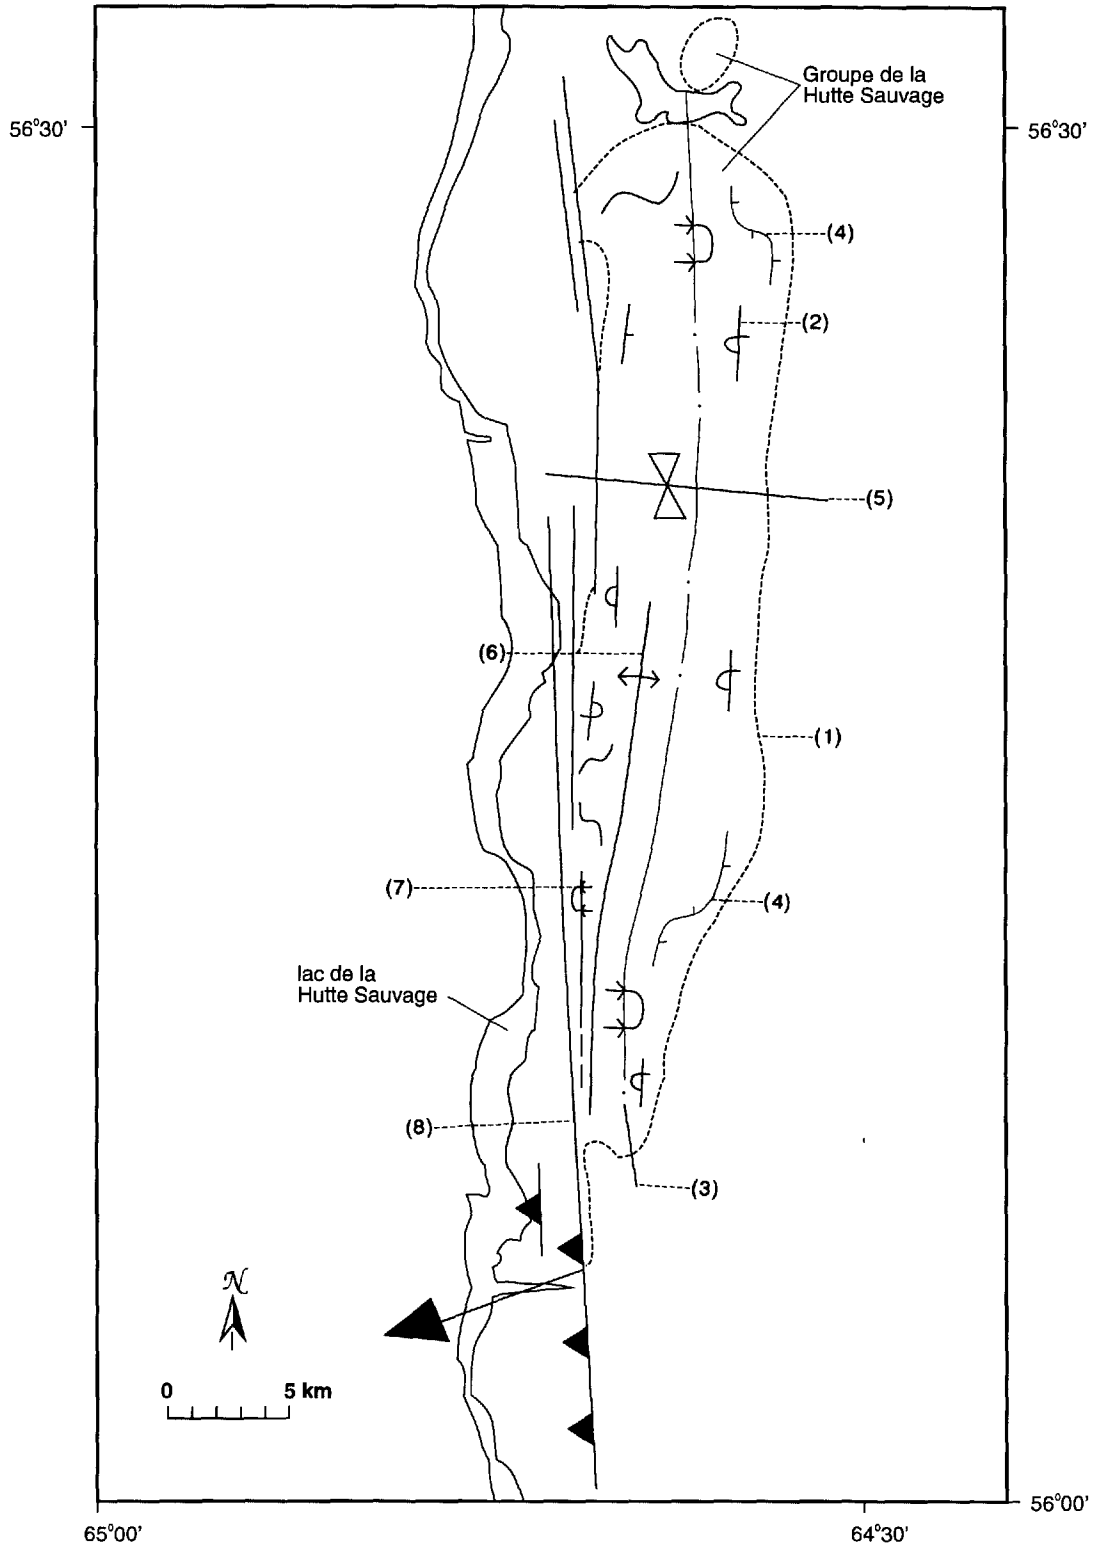 Groupe de la
Hutte Sauvage
56°30'
56°30'
(4)
(2)
(5)
(6)
(1)
(7)
(4)
lac de la
Hutte Sauvage
(8)
(3)
N
0 5 km
56°00'
65°00'
64°30'